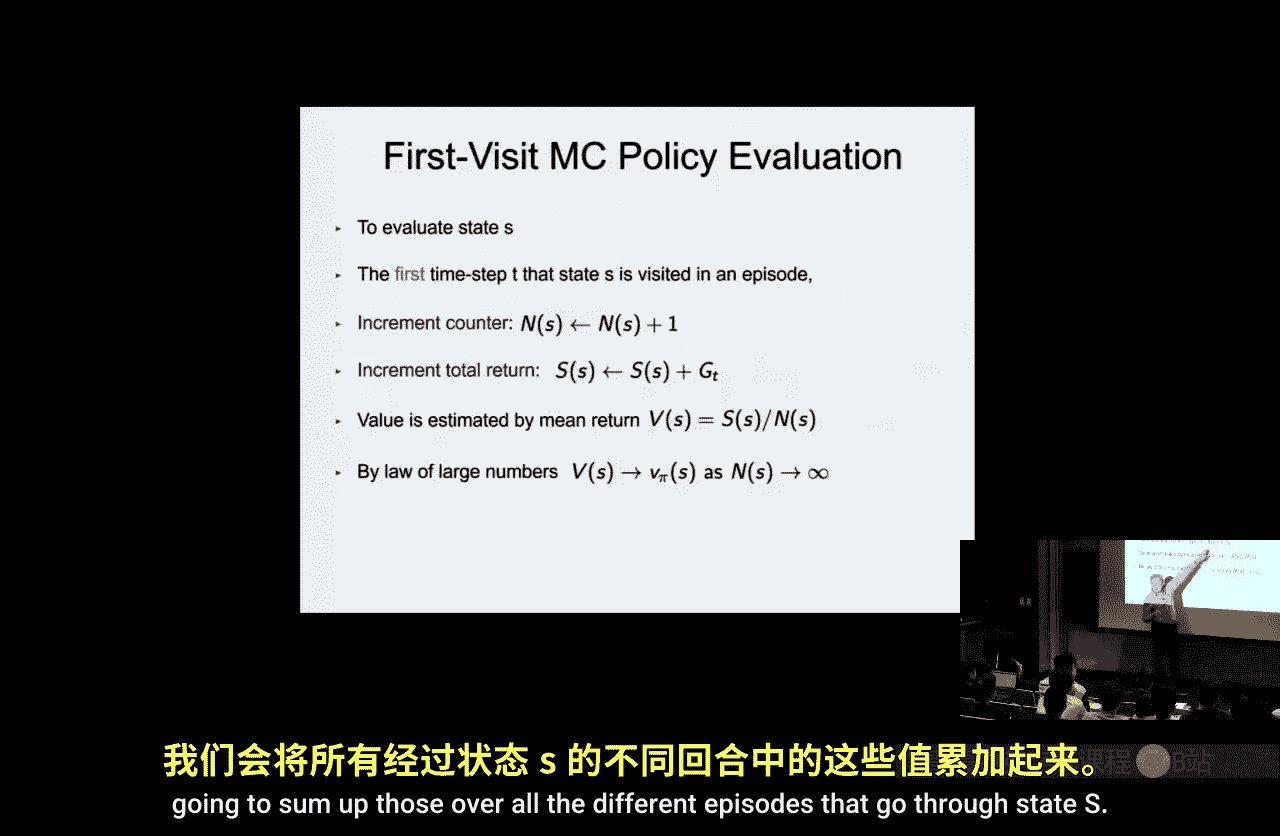 First-Visit MC Policy Evaluation
To evaluate state s
The first time-step t that state s is visited in an episode,
Increment counter: N(s) ← N(s) + 1
Increment total return: S(s) ← S(s) + G_t
Value is estimated by mean return V(s) = S(s)/N(s)
By law of large numbers V(s) → v_π(s) as N(s) → ∞
我们会将所有经过状态 s 的不同回合中的这些值累加起来。
课程 B站
going to sum up those over all the different episodes that go through state S.